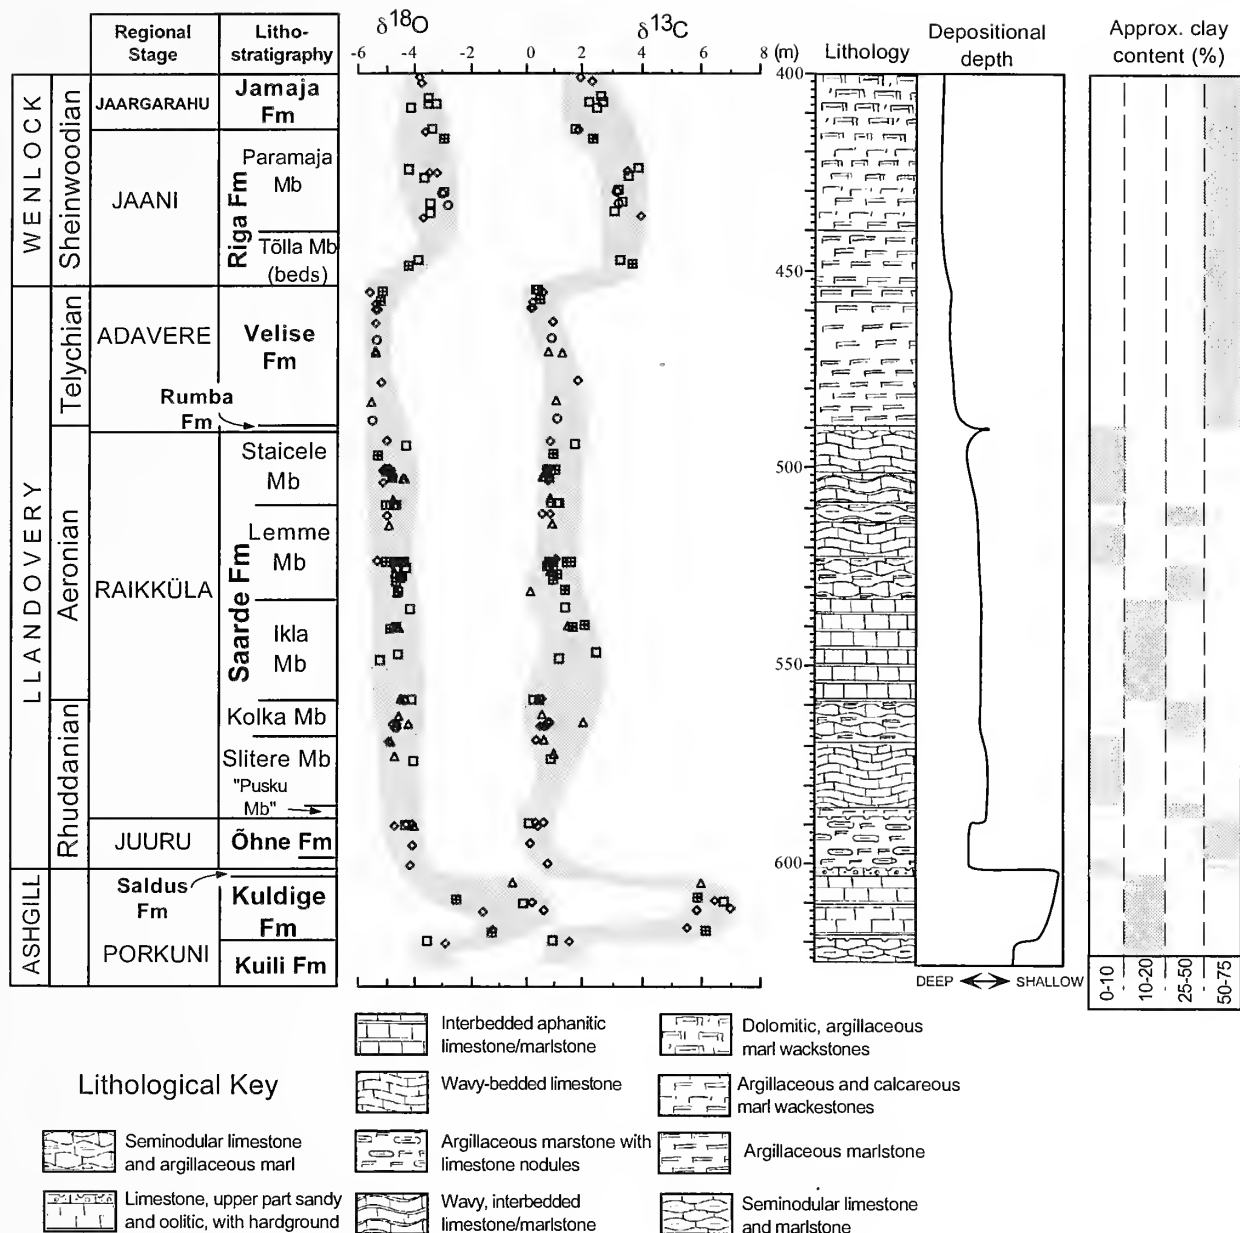 Regional Stage
Litho-stratigraphy
δ18O
δ13C
-6 -4 -2 0 2 4 6 8 (m)
Lithology
Depositional depth
Approx. clay content (%)
WENLOCK
Sheinwoodian
JAARGARAHU
Jamaja Fm
JAANI
Riga Fm
Paramaja Mb
Tõlla Mb (beds)
LLANDOVERY
Telychian
ADAVERE
Velise Fm
Rumba Fm
Aeronian
RAIKKÜLA
Saarde Fm
Staicele Mb
Lemme Mb
Ikla Mb
Rhuddanian
Kolka Mb
Slitere Mb
"Pusku Mb"
JUURU
Õhne Fm
ASHGILL
Saldus Fm
PORKUNI
Kuldige Fm
Kuili Fm
400
450
500
550
600
DEEP SHALLOW
0-10
10-20
25-50
50-75
Lithological Key
Interbedded aphanitic limestone/marlstone
Dolomitic, argillaceous marl wackstones
Wavy-bedded limestone
Argillaceous and calcareous marl wackestones
Seminodular limestone and argillaceous marl
Argillaceous marstone with limestone nodules
Argillaceous marlstone
Limestone, upper part sandy and oolitic, with hardground
Wavy, interbedded limestone/marlstone
Seminodular limestone and marlstone